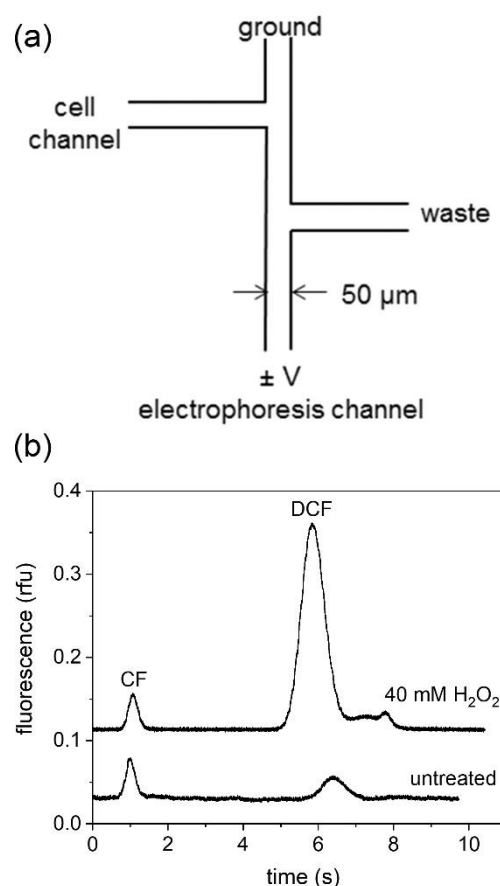 (a)
ground
cell
channel
waste
50 µm
± V
electrophoresis channel
(b)
0.4
DCF
0.3
fluorescence (rfu)
0.2
CF
40 mM H₂O₂
0.1
untreated
0.0
0 2 4 6 8 10
time (s)